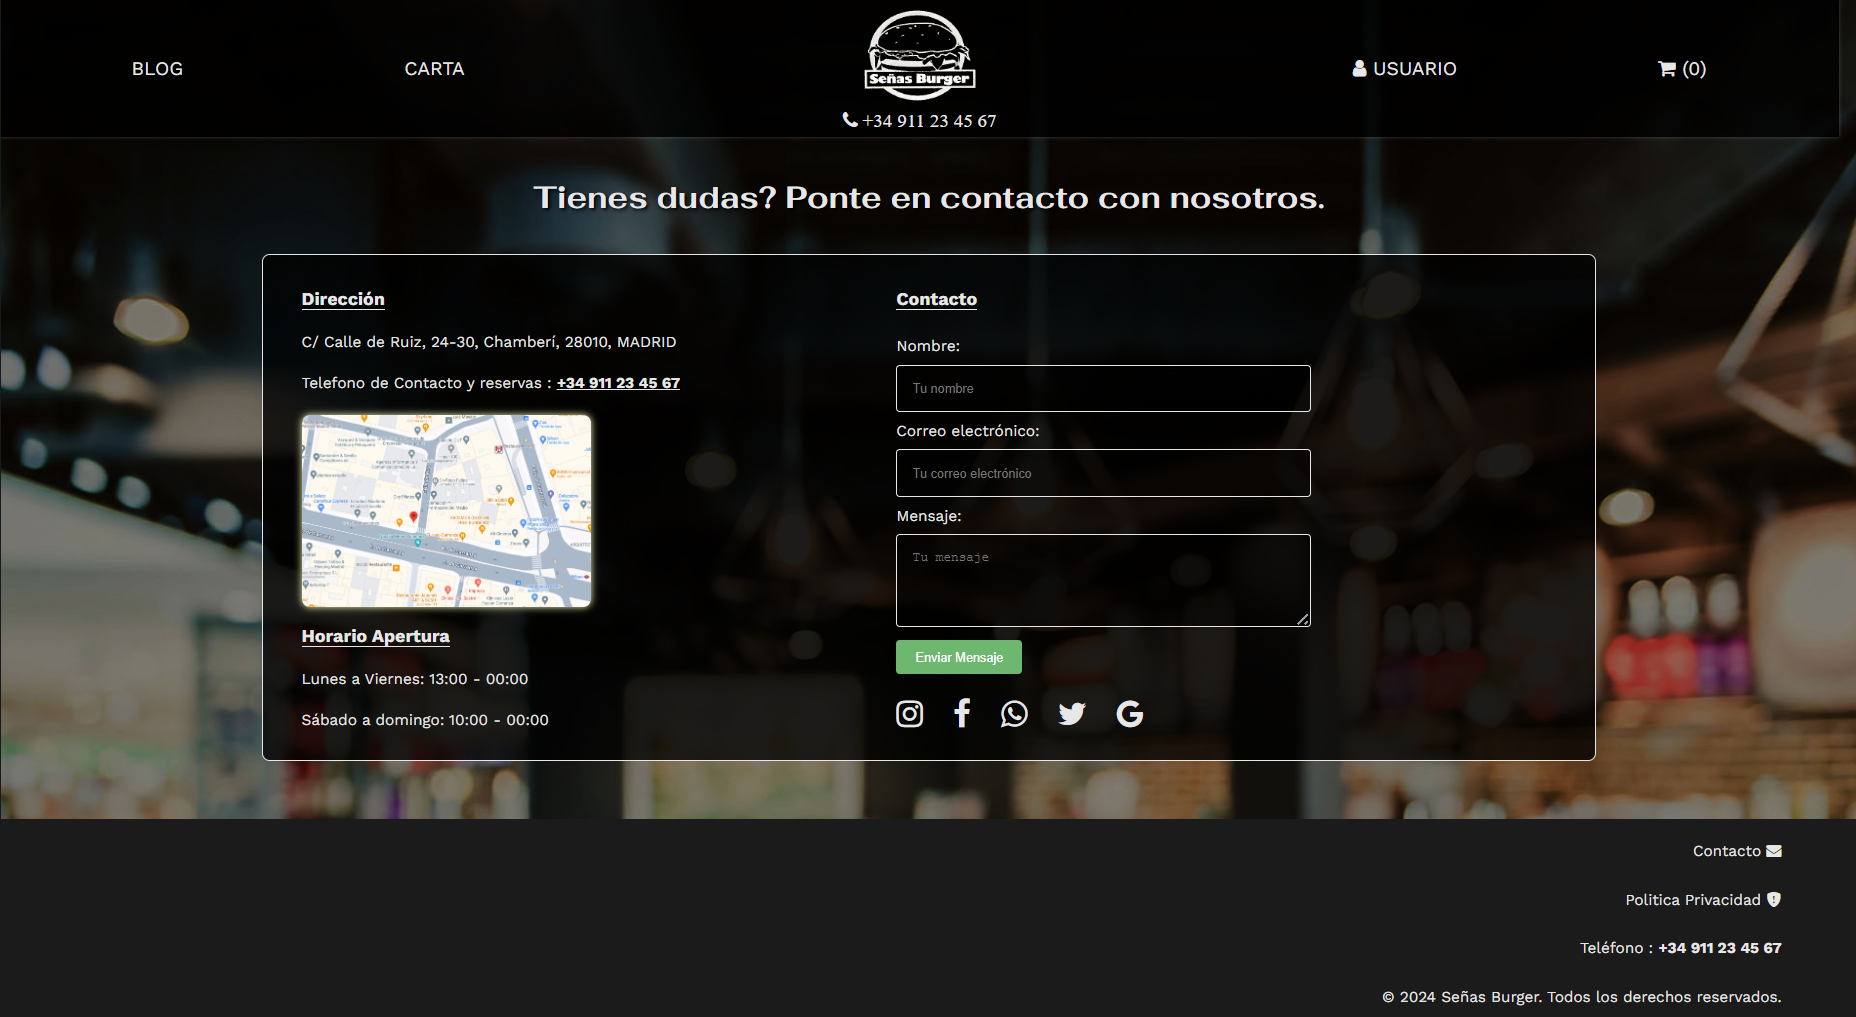 BLOG
CARTA
Señas Burger
+34 911 23 45 67
USUARIO
(0)
Tienes dudas? Ponte en contacto con nosotros.
Dirección
C/ Calle de Ruiz, 24-30, Chamberí, 28010, MADRID
Telefono de Contacto y reservas : +34 911 23 45 67
Horario Apertura
Lunes a Viernes: 13:00 - 00:00
Sábado a domingo: 10:00 - 00:00
Contacto
Nombre:
Tu nombre
Correo electrónico:
Tu correo electrónico
Mensaje:
Tu mensaje
Enviar Mensaje
Contacto
Politica Privacidad
Teléfono : +34 911 23 45 67
© 2024 Señas Burger. Todos los derechos reservados.